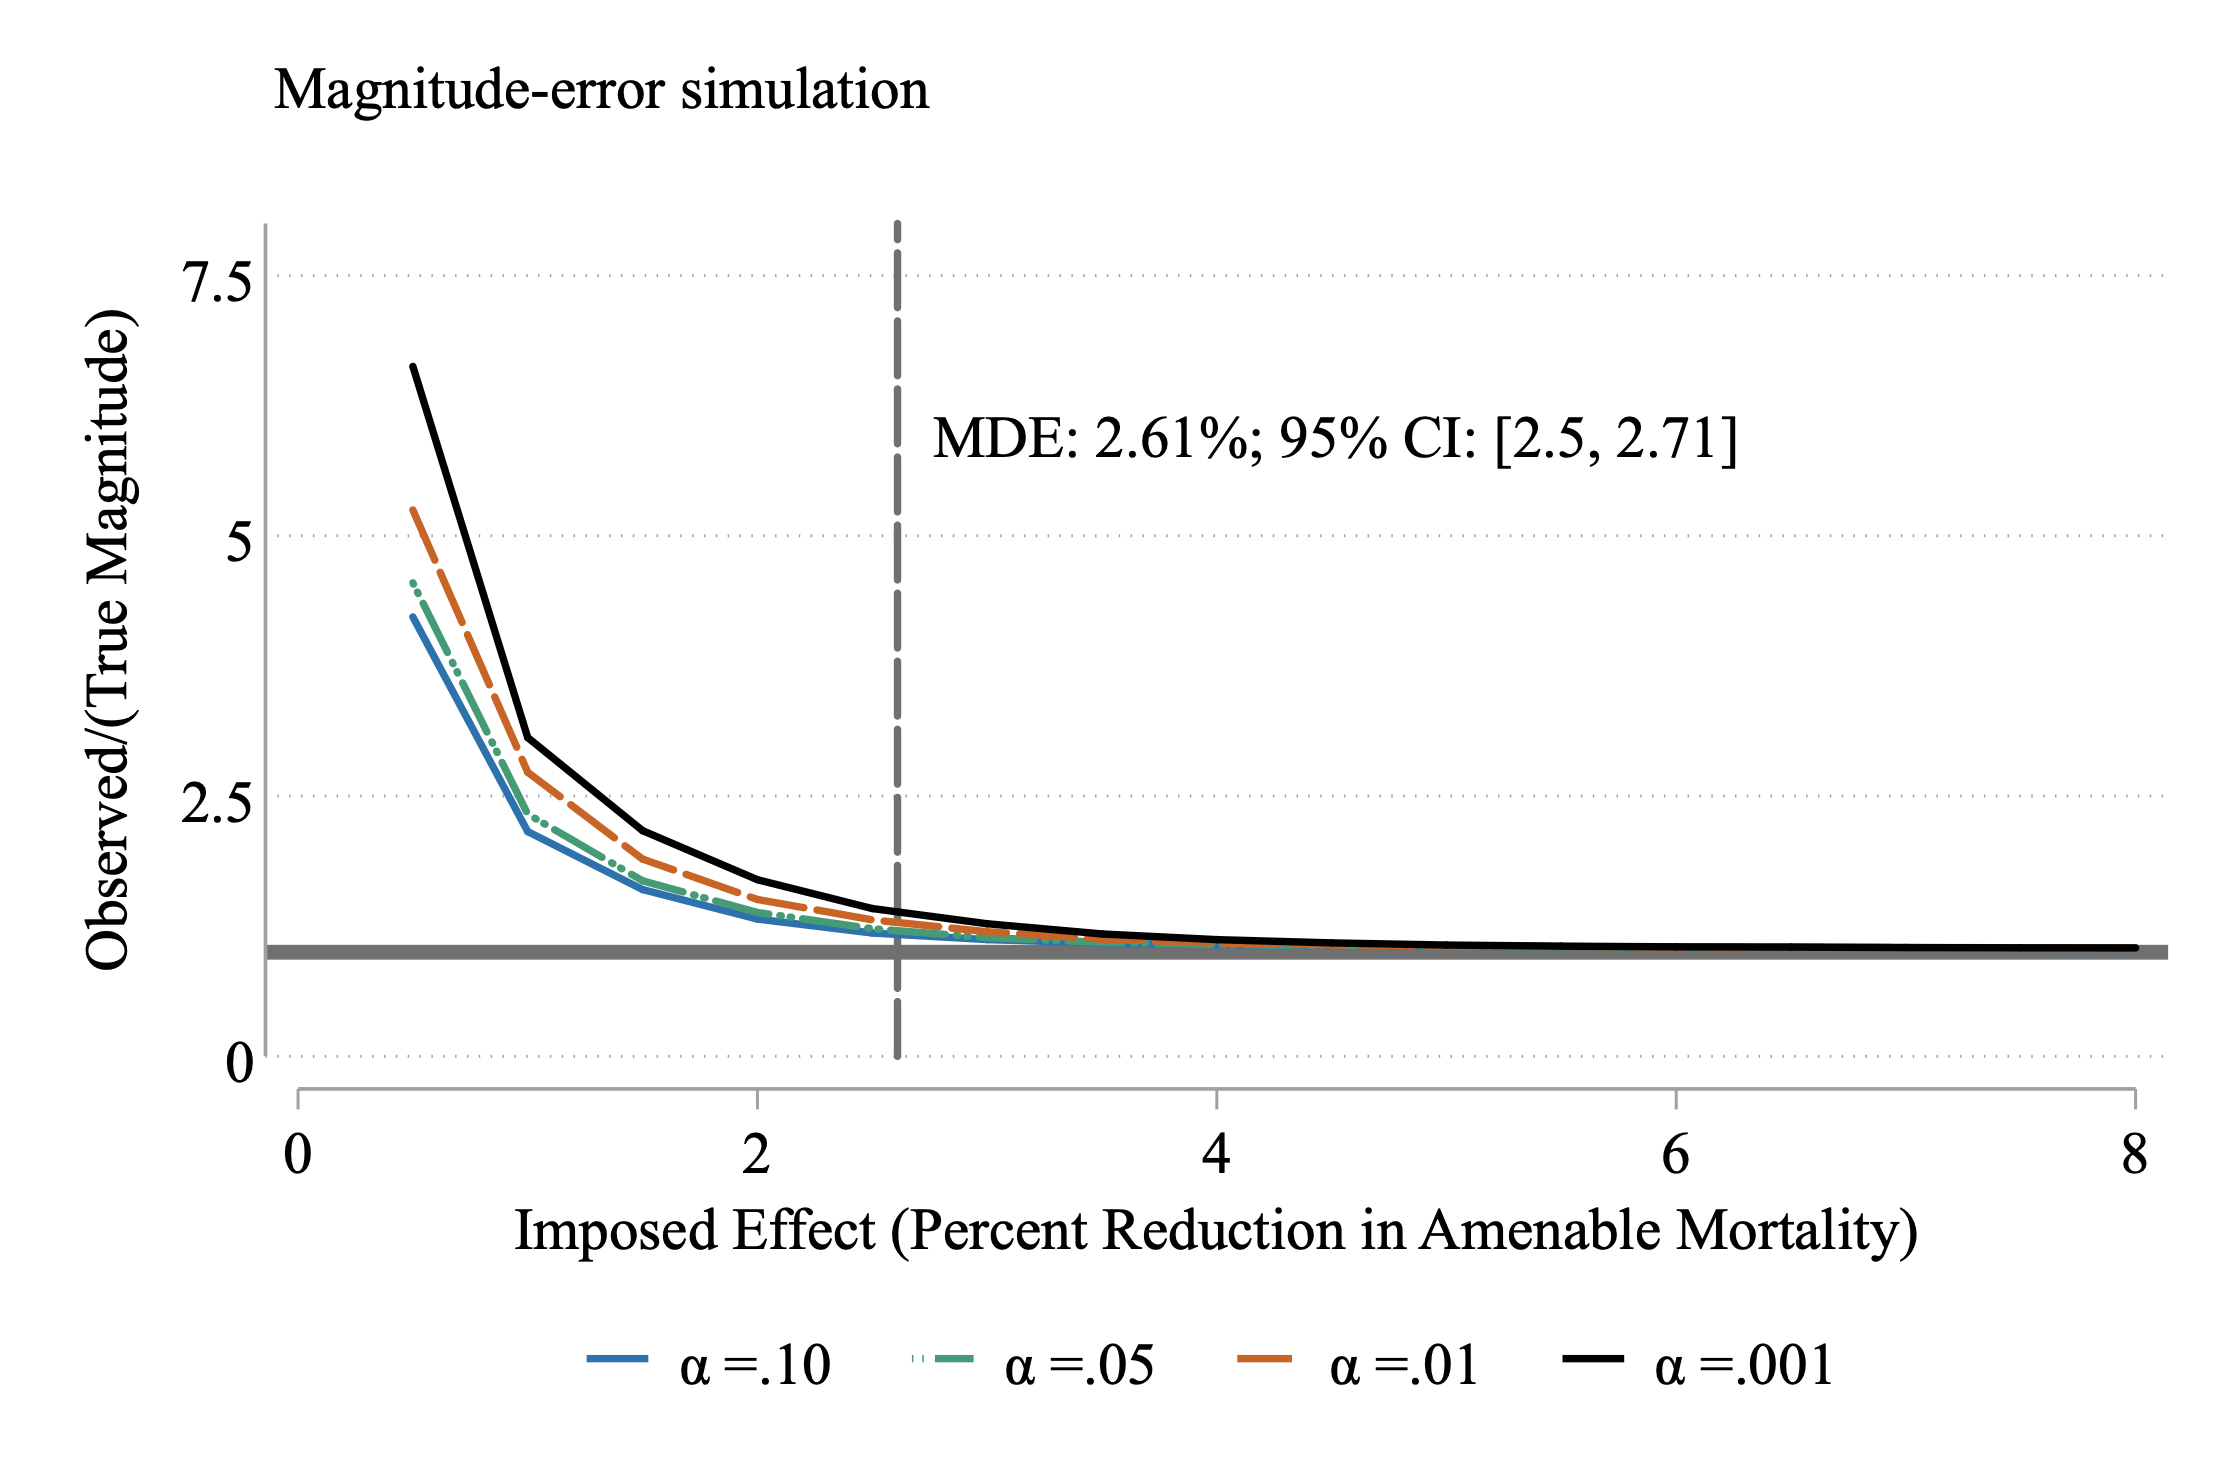 Magnitude-error simulation
Observed/(True Magnitude)
7.5
5
2.5
0
MDE: 2.61%; 95% CI: [2.5, 2.71]
0 2 4 6 8
Imposed Effect (Percent Reduction in Amenable Mortality)
α =.10 α =.05 α =.01 α =.001